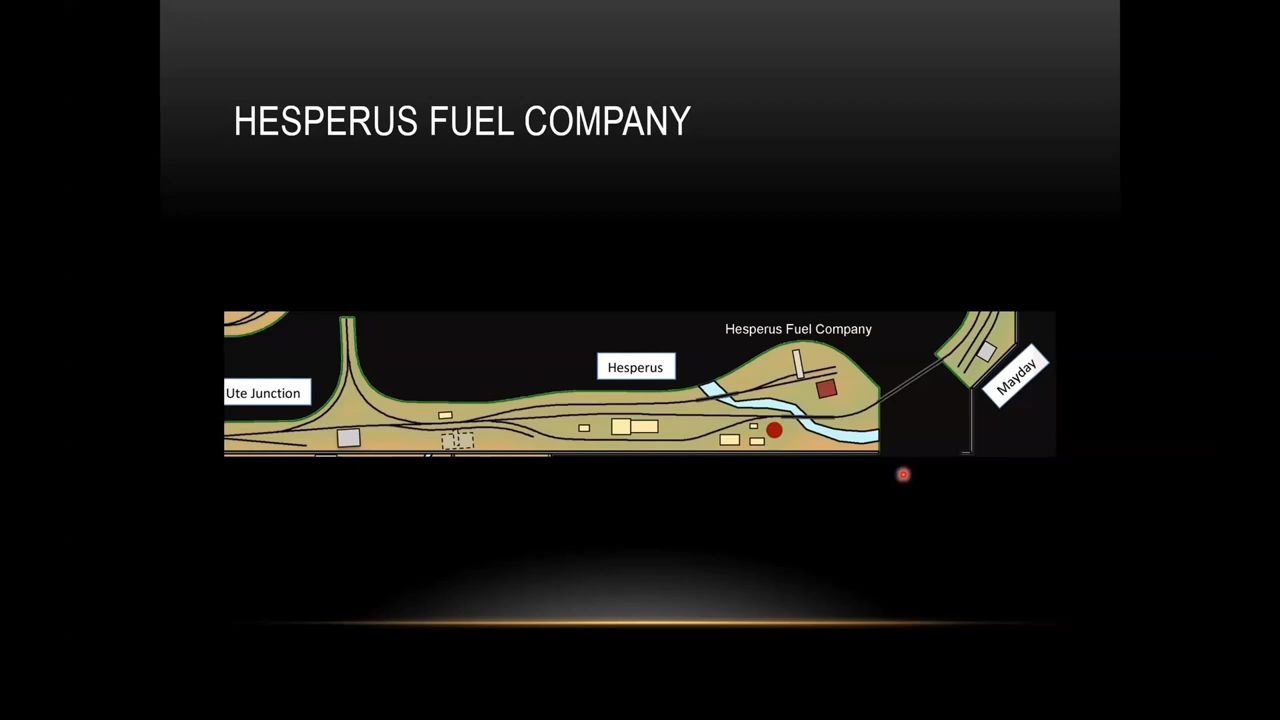 HESPERUS FUEL COMPANY
Hesperus Fuel Company
Hesperus
Mayday
Ute Junction